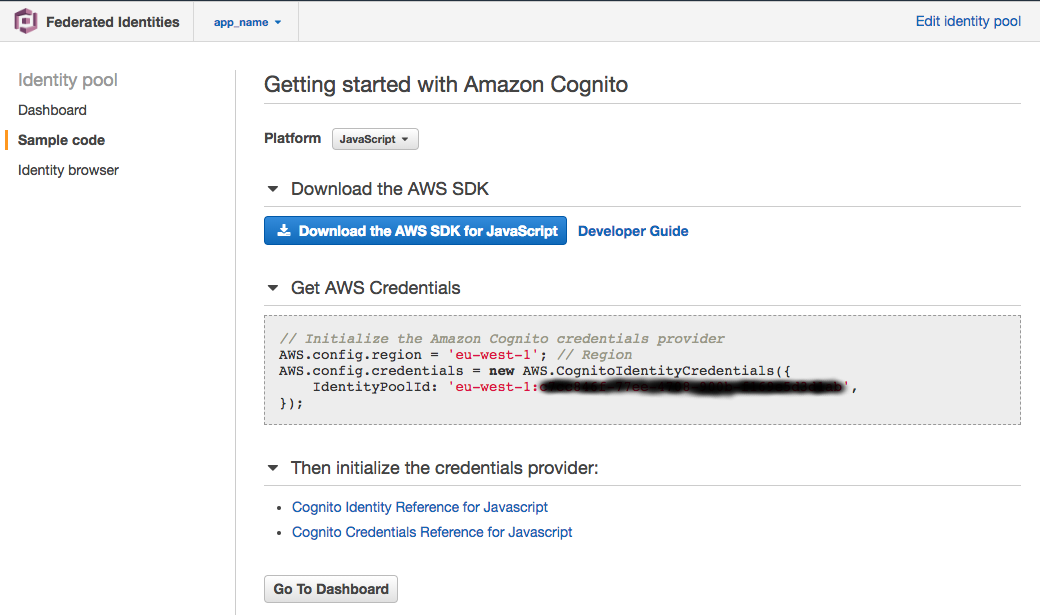 Federated Identities app_name Edit identity pool
Identity pool
Dashboard
Sample code
Identity browser
Getting started with Amazon Cognito
Platform JavaScript
Download the AWS SDK
Download the AWS SDK for JavaScript Developer Guide
Get AWS Credentials
// Initialize the Amazon Cognito credentials provider
AWS.config.region = 'eu-west-1'; // Region
AWS.config.credentials = new AWS.CognitoIdentityCredentials({
IdentityPoolId: 'eu-west-1: ',
});
Then initialize the credentials provider:
Cognito Identity Reference for Javascript
Cognito Credentials Reference for Javascript
Go To Dashboard